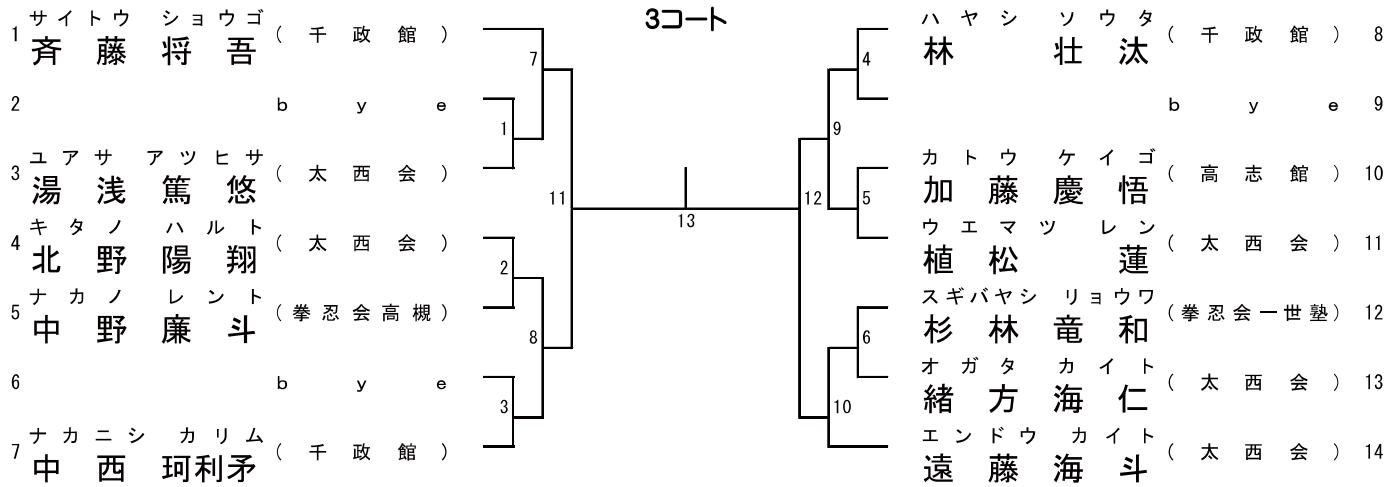 3コート
サイトウ ショウゴ
1 斉藤将吾 (千政館)
2 bye
ユアサ アツヒサ
3 湯浅篤悠 (太西会)
キタノ ハルト
4 北野陽翔 (太西会)
ナカノ レント
5 中野廉斗 (拳忍会高槻)
6 bye
ナカニシ カリム
7 中西珂利矛 (千政館)
7
1
11
2
8
3
13
4
9
12
5
6
10
ハヤシ ソウタ
林 壮汰 (千政館) 8
bye 9
カトウ ケイゴ
加藤慶悟 (高志館) 10
ウエマツ レン
植松 蓮 (太西会) 11
スギバヤシ リョウワ
杉林竜和 (拳忍会一世塾) 12
オガタ カイト
緒方海仁 (太西会) 13
エンドウ カイト
遠藤海斗 (太西会) 14